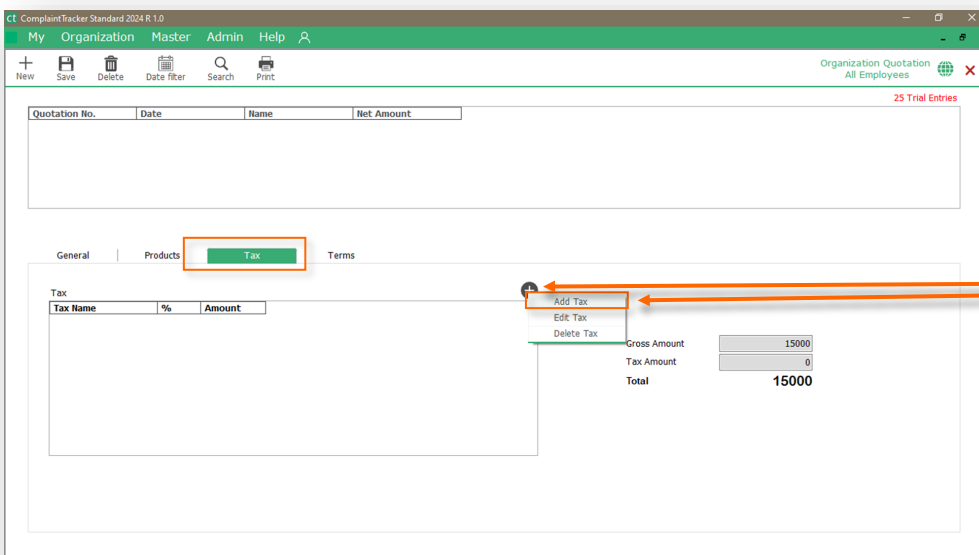 ct ComplaintTracker Standard 2024 R 1.0
My Organization Master Admin Help
New Save Delete Date filter Search Print
Organization Quotation
All Employees
25 Trial Entries
Quotation No. Date Name Net Amount
General Products Tax Terms
Tax
Tax Name % Amount
Add Tax
Edit Tax
Delete Tax
Gross Amount 15000
Tax Amount 0
Total 15000